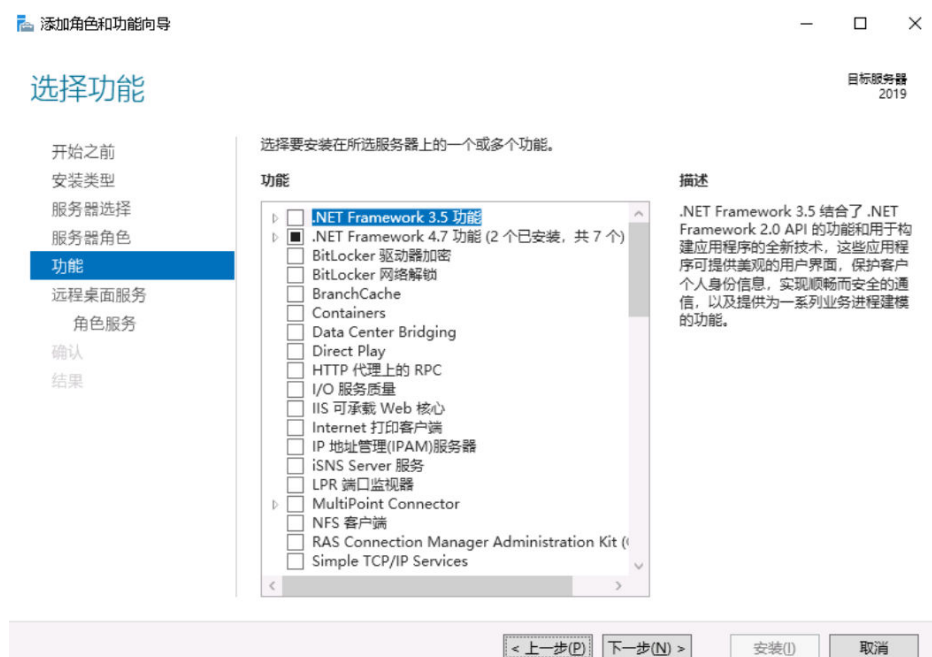 添加角色和功能向导
选择功能
目标服务器
2019
开始之前
安装类型
服务器选择
服务器角色
功能
远程桌面服务
角色服务
确认
结果
选择要安装在所选服务器上的一个或多个功能。
功能
.NET Framework 3.5 功能
.NET Framework 4.7 功能 (2 个已安装，共 7 个)
BitLocker 驱动器加密
BitLocker 网络解锁
BranchCache
Containers
Data Center Bridging
Direct Play
HTTP 代理上的 RPC
I/O 服务质量
IIS 可承载 Web 核心
Internet 打印客户端
IP 地址管理(IPAM)服务器
iSNS Server 服务
LPR 端口监视器
MultiPoint Connector
NFS 客户端
RAS Connection Manager Administration Kit (
Simple TCP/IP Services
描述
.NET Framework 3.5 结合了 .NET
Framework 2.0 API 的功能和用于构
建应用程序的全新技术，这些应用程
序可提供美观的用户界面，保护客户
个人身份信息，实现顺畅而安全的通
信，以及提供为一系列业务进程建模
的功能。
< 上一步(P)
下一步(N) >
安装(I)
取消